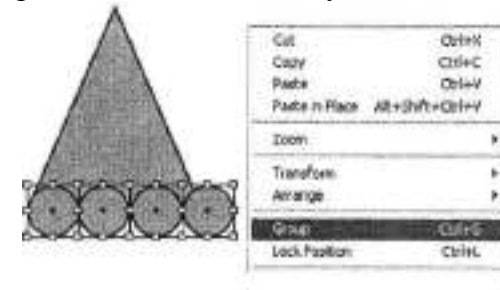 Cut Ctrl+X
Copy Ctrl+C
Paste Ctrl+V
Paste in Place Alt+Shift+Ctrl+V
Zoom
Transform
Arrange
Group Ctrl+G
Lock Position Ctrl+L